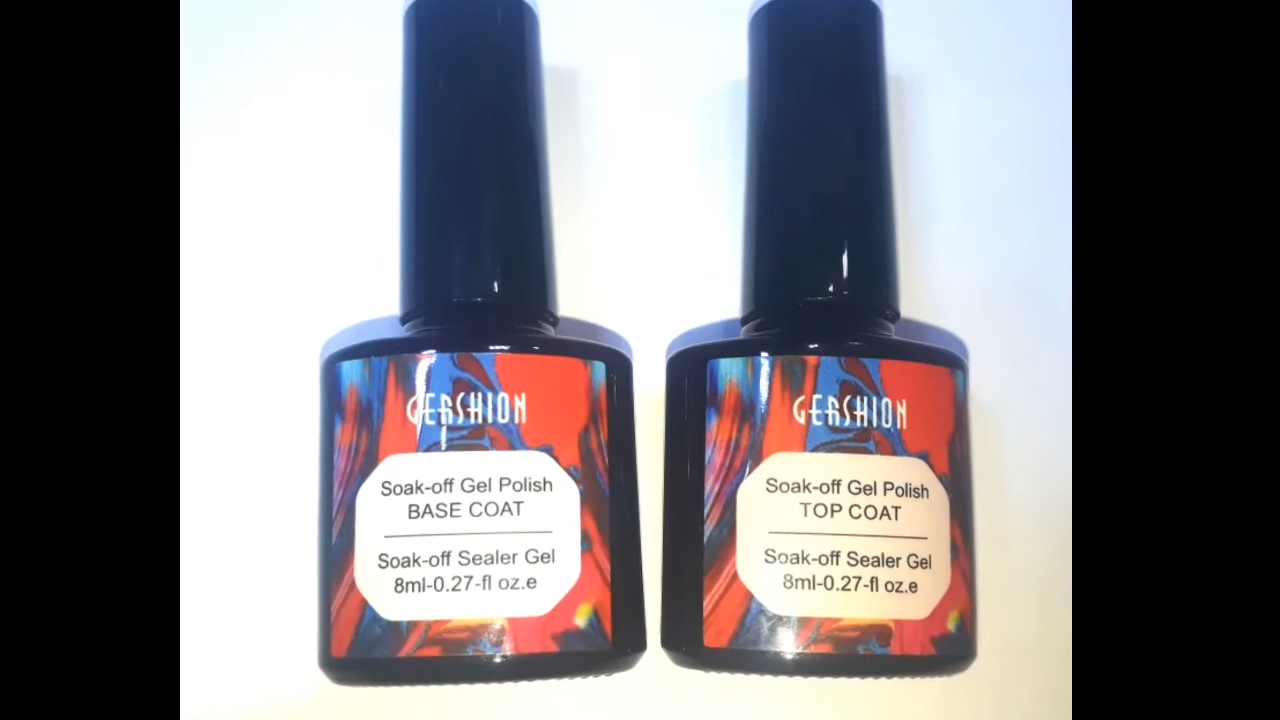 GERSHION
Soak-off Gel Polish
BASE COAT
Soak-off Sealer Gel
8ml-0.27-fl oz.e
GERSHION
Soak-off Gel Polish
TOP COAT
Soak-off Sealer Gel
8ml-0.27-fl oz.e